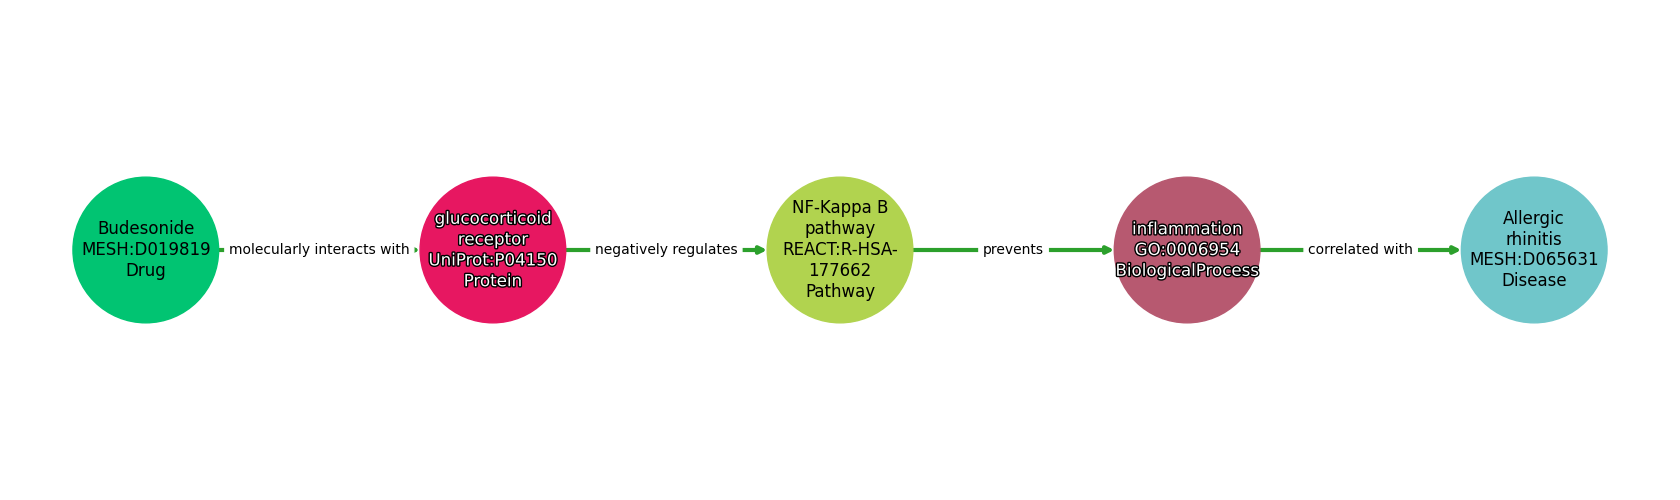 Budesonide
MESH:D019819
Drug
molecularly interacts with
glucocorticoid
receptor
UniProt:P04150
Protein
negatively regulates
NF-Kappa B
pathway
REACT:R-HSA-
177662
Pathway
prevents
inflammation
GO:0006954
BiologicalProcess
correlated with
Allergic
rhinitis
MESH:D065631
Disease